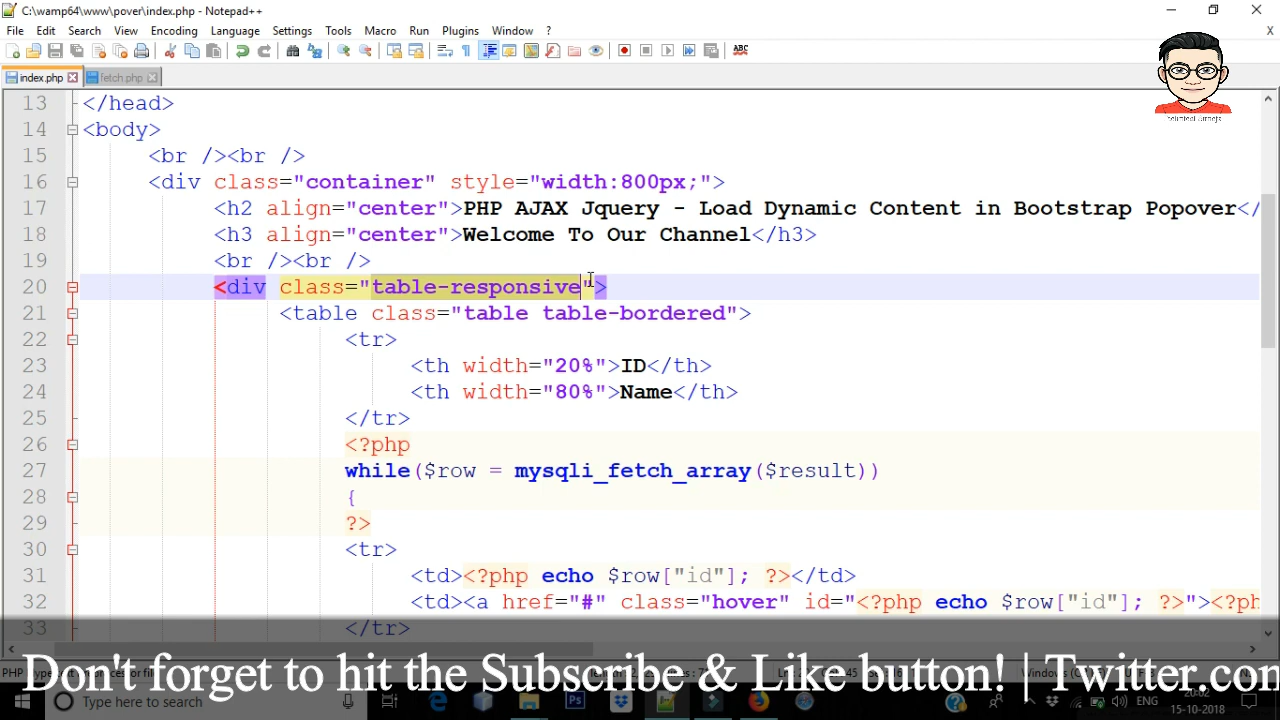 C:\wamp64\www\pover\index.php - Notepad++
File Edit Search View Encoding Language Settings Tools Macro Run Plugins Window ? X
ABC
index.php fetch.php
13 </head>
14 <body>
15 <br /><br />
16 <div class="container" style="width:800px;">
17 <h2 align="center">PHP AJAX Jquery - Load Dynamic Content in Bootstrap Popover</
18 <h3 align="center">Welcome To Our Channel</h3>
19 <br /><br />
20 <div class="table-responsive">
21 <table class="table table-bordered">
22 <tr>
23 <th width="20%">ID</th>
24 <th width="80%">Name</th>
25 </tr>
26 <?php
27 while($row = mysqli_fetch_array($result))
28 {
29 ?>
30 <tr>
31 <td><?php echo $row["id"]; ?></td>
32 <td><a href="#" class="hover" id="<?php echo $row["id"]; ?>"><?ph
33 </tr>
Don't forget to hit the Subscribe & Like button! | Twitter.con
Type here to search
Ps
ENG
20:02
15-10-2018